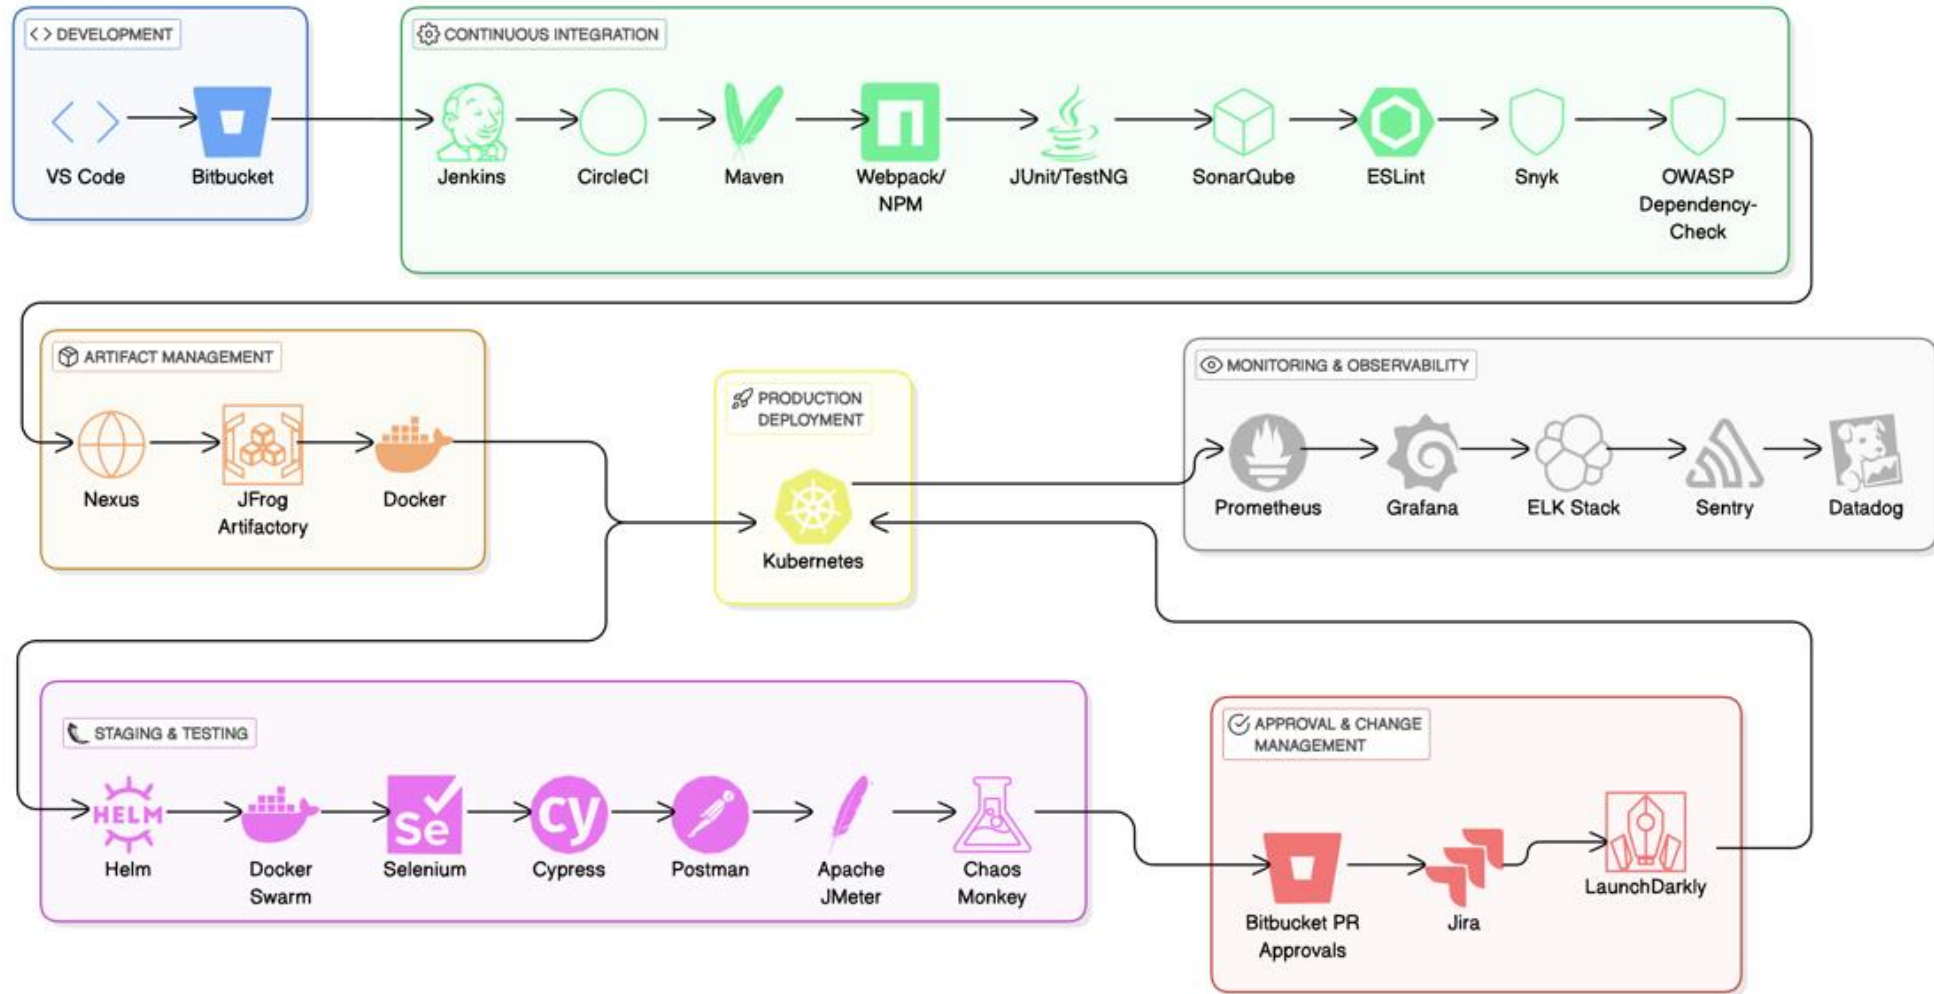 < > DEVELOPMENT
VS Code
Bitbucket
CONTINUOUS INTEGRATION
Jenkins
CircleCI
Maven
Webpack/
NPM
JUnit/TestNG
SonarQube
ESLint
Snyk
OWASP
Dependency-
Check
ARTIFACT MANAGEMENT
Nexus
JFrog
Artifactory
Docker
PRODUCTION
DEPLOYMENT
Kubernetes
MONITORING & OBSERVABILITY
Prometheus
Grafana
ELK Stack
Sentry
Datadog
STAGING & TESTING
HELM
Helm
Docker
Swarm
Se
Selenium
cy
Cypress
Postman
Apache
JMeter
Chaos
Monkey
APPROVAL & CHANGE
MANAGEMENT
Bitbucket PR
Approvals
Jira
LaunchDarkly